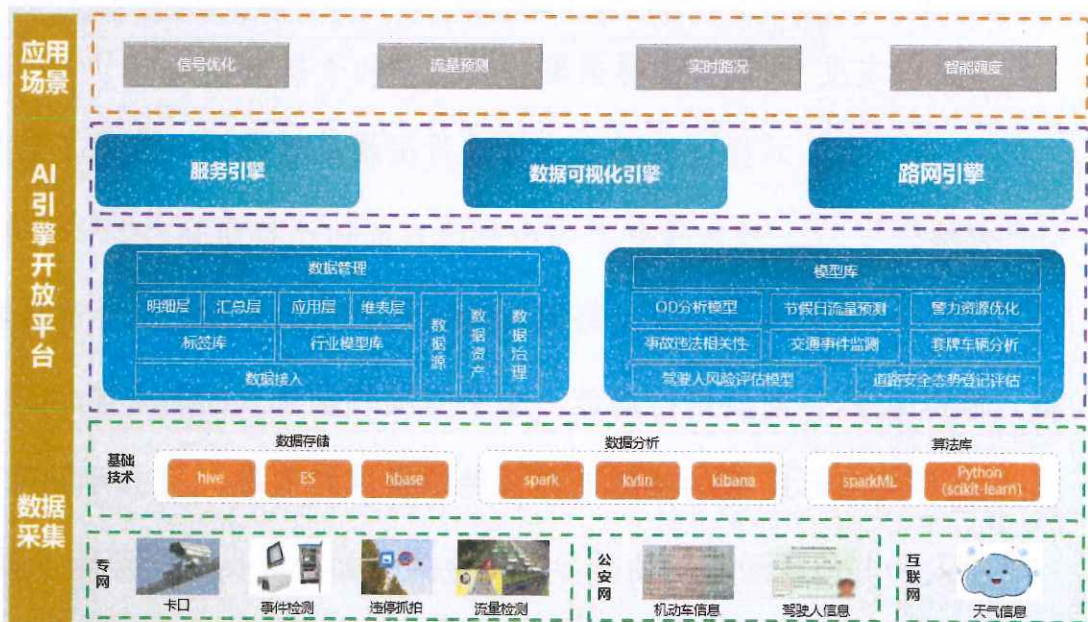 应用
场景
信号优化
流量预测
实时路况
智能调度
AI
引
擎
开
放
平
台
服务引擎
数据可视化引擎
路网引擎
数据管理
明细层
汇总层
应用层
维表层
标签库
行业模型库
数据接入
数据源
数据资产
数据治理
模型库
OD分析模型
节假日流量预测
警力资源优化
事故违法相关性
交通事件监测
套牌车辆分析
驾驶人风险评估模型
道路安全态势登记评估
数据
采集
基础
技术
数据存储
hive
ES
hbase
数据分析
spark
kylin
kibana
算法库
sparkML
Python
(scikit-learn)
专网
卡口
事件检测
违停抓拍
流量检测
公安网
机动车信息
驾驶人信息
互联网
天气信息